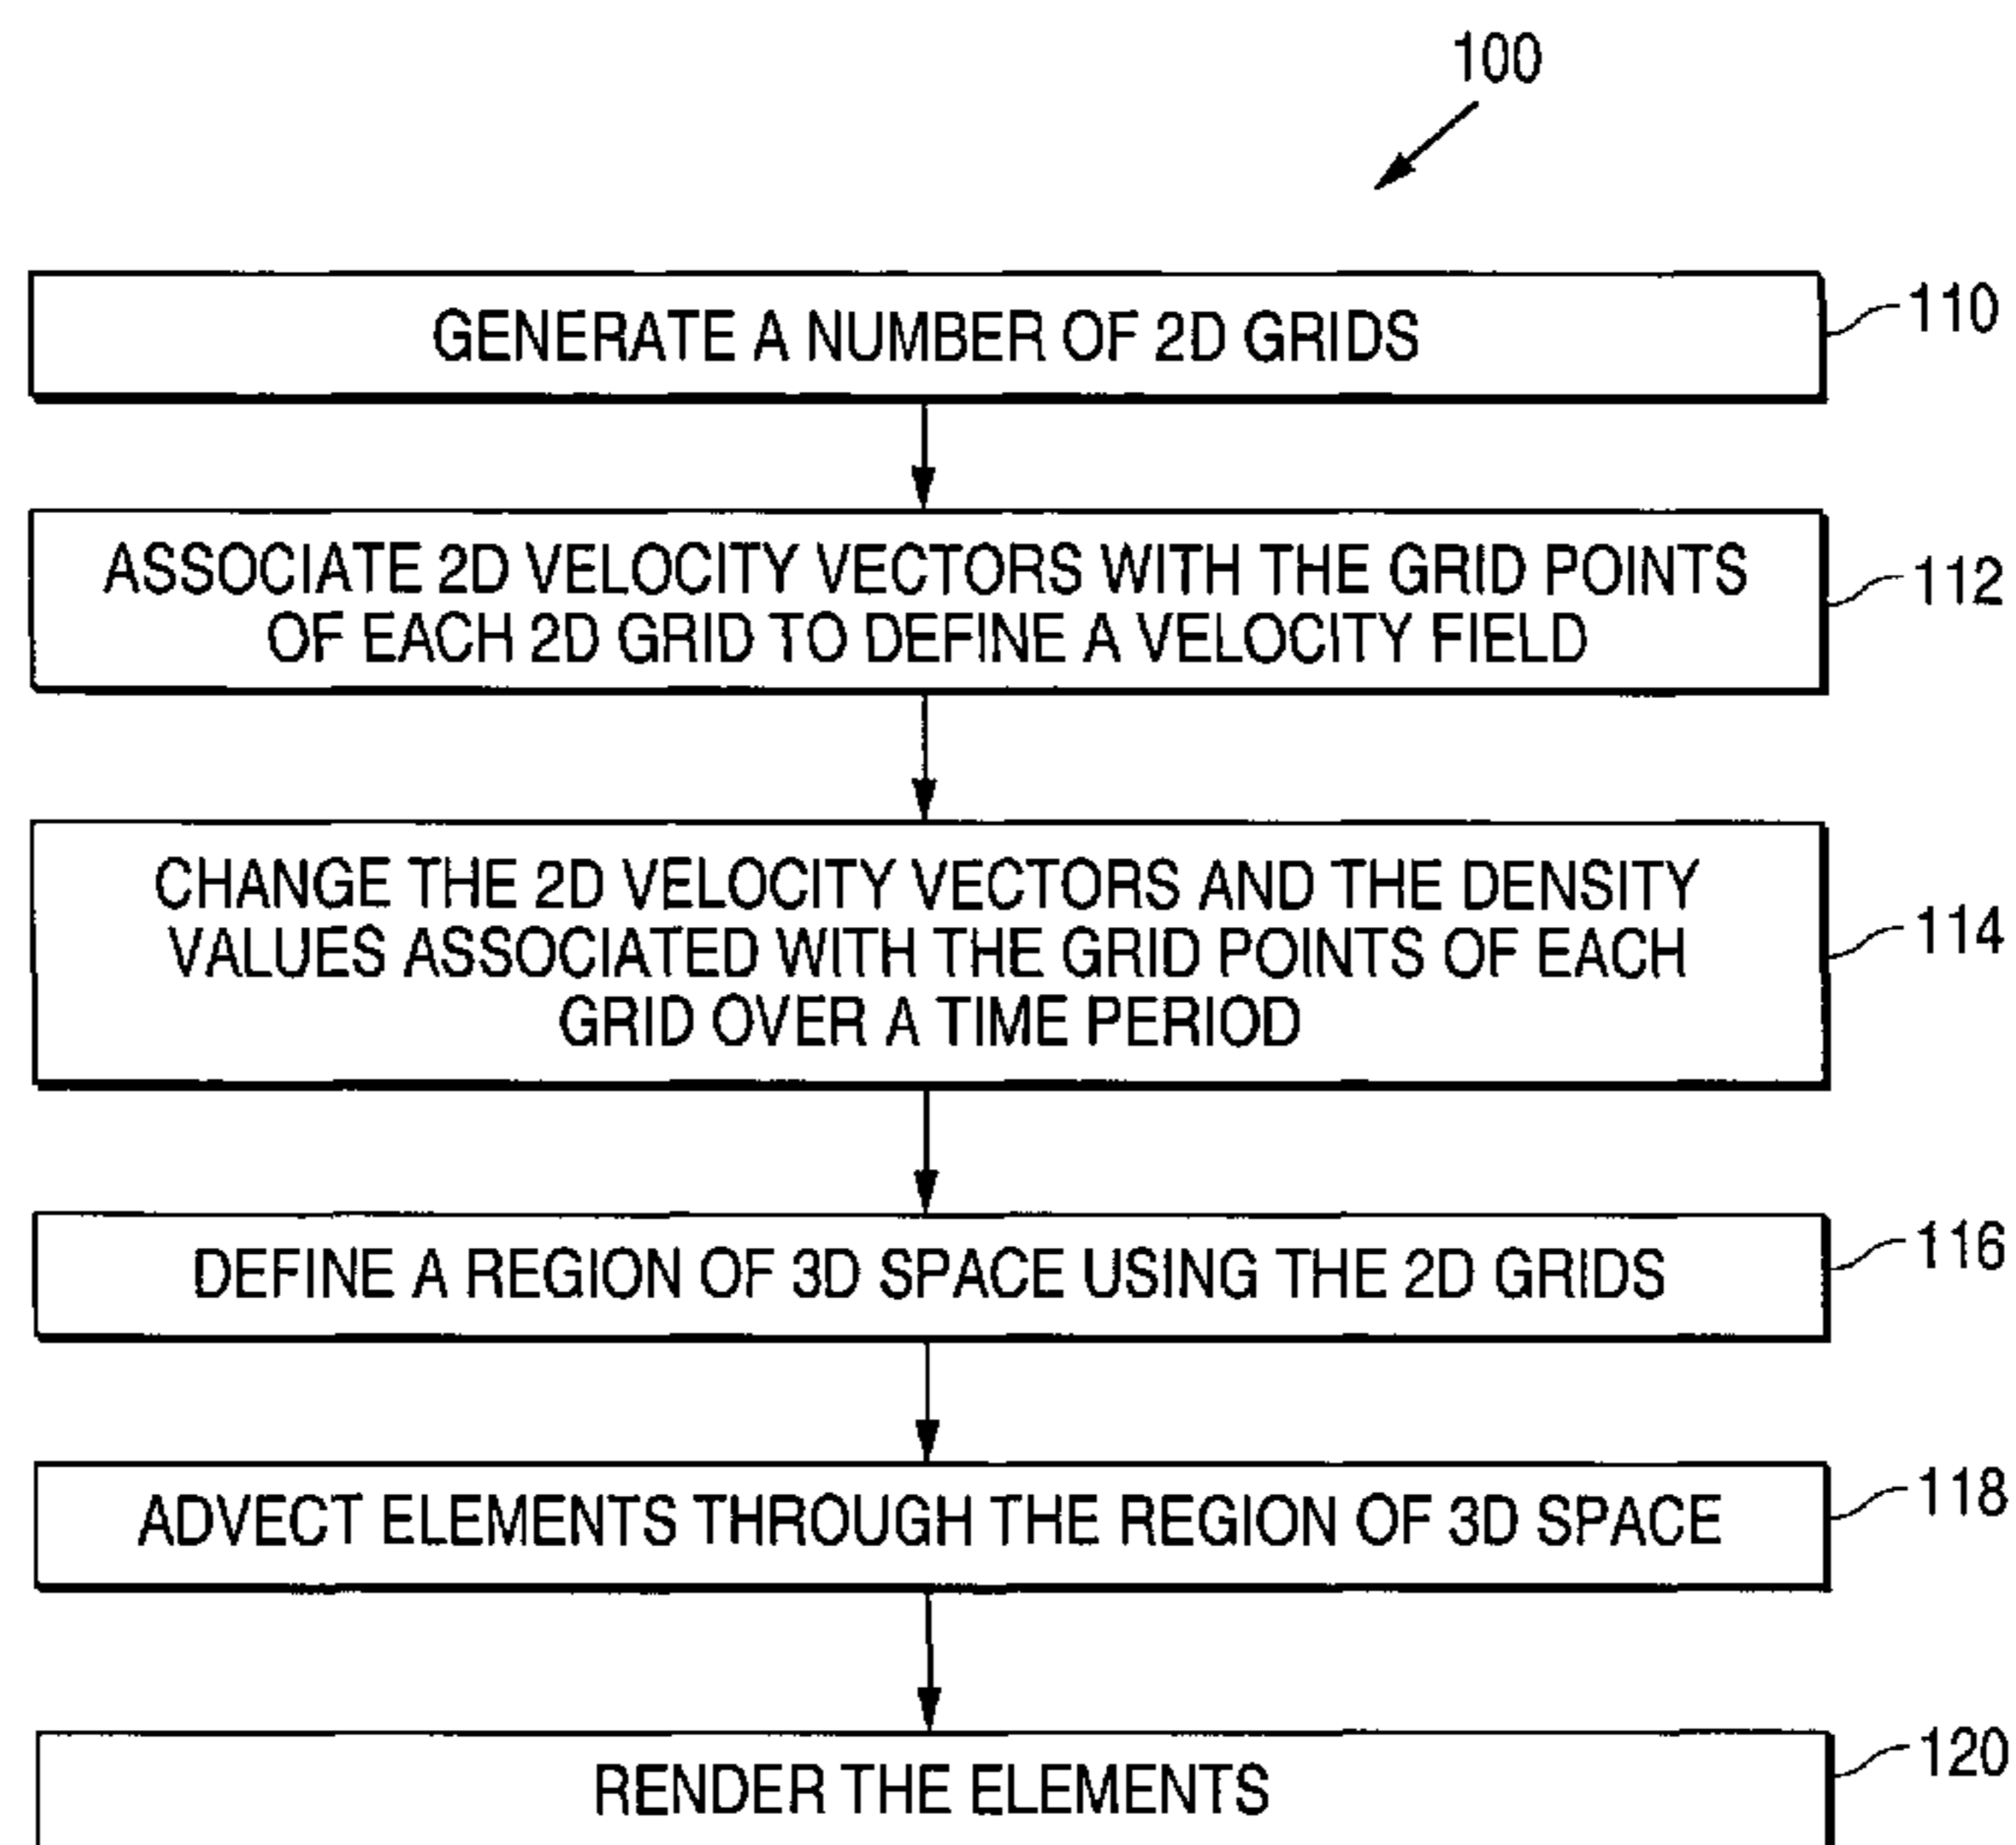 100
GENERATE A NUMBER OF 2D GRIDS
110
ASSOCIATE 2D VELOCITY VECTORS WITH THE GRID POINTS
OF EACH 2D GRID TO DEFINE A VELOCITY FIELD
112
CHANGE THE 2D VELOCITY VECTORS AND THE DENSITY
VALUES ASSOCIATED WITH THE GRID POINTS OF EACH
GRID OVER A TIME PERIOD
114
DEFINE A REGION OF 3D SPACE USING THE 2D GRIDS
116
ADVECT ELEMENTS THROUGH THE REGION OF 3D SPACE
118
RENDER THE ELEMENTS
120